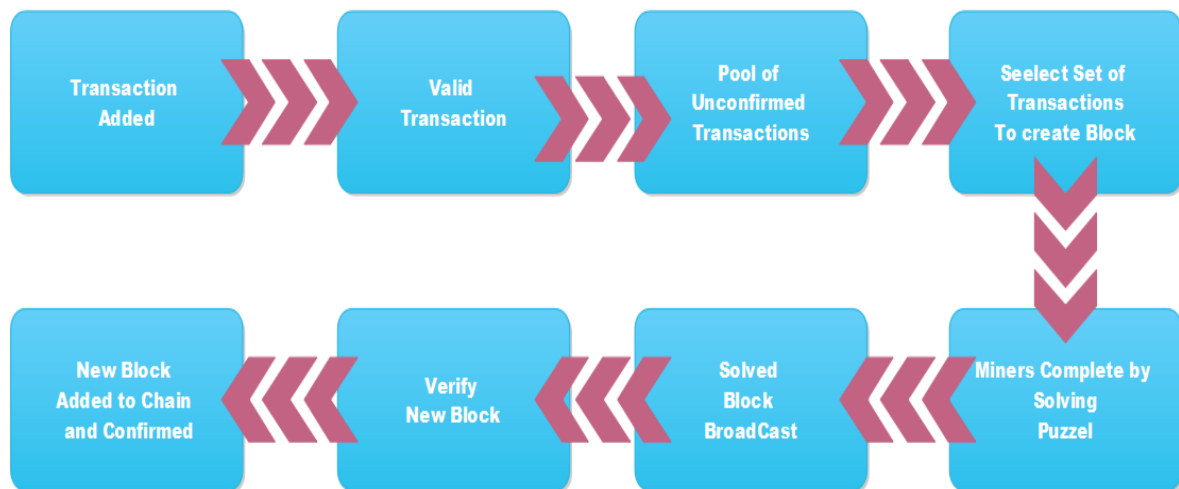 Transaction
Added
Valid
Transaction
Pool of
Unconfirmed
Transactions
Seelect Set of
Transactions
To create Block
Miners Complete by
Solving
Puzzel
Solved
Block
BroadCast
Verify
New Block
New Block
Added to Chain
and Confirmed